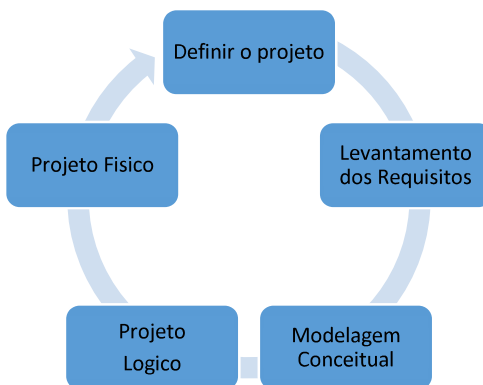 Definir o projeto
Levantamento
dos Requisitos
Modelagem
Conceitual
Projeto
Logico
Projeto Fisico